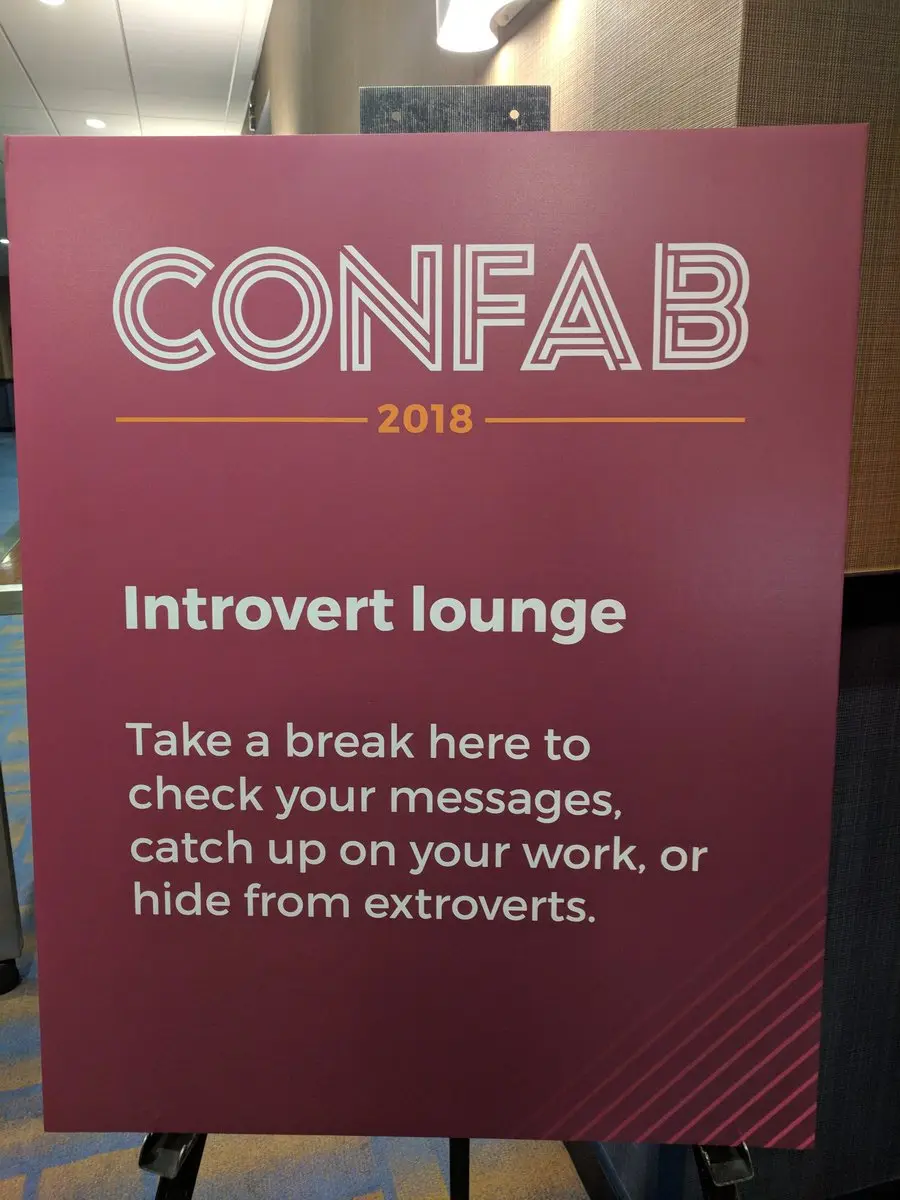 CONFAB
2018
Introvert lounge
Take a break here to
check your messages,
catch up on your work, or
hide from extroverts.